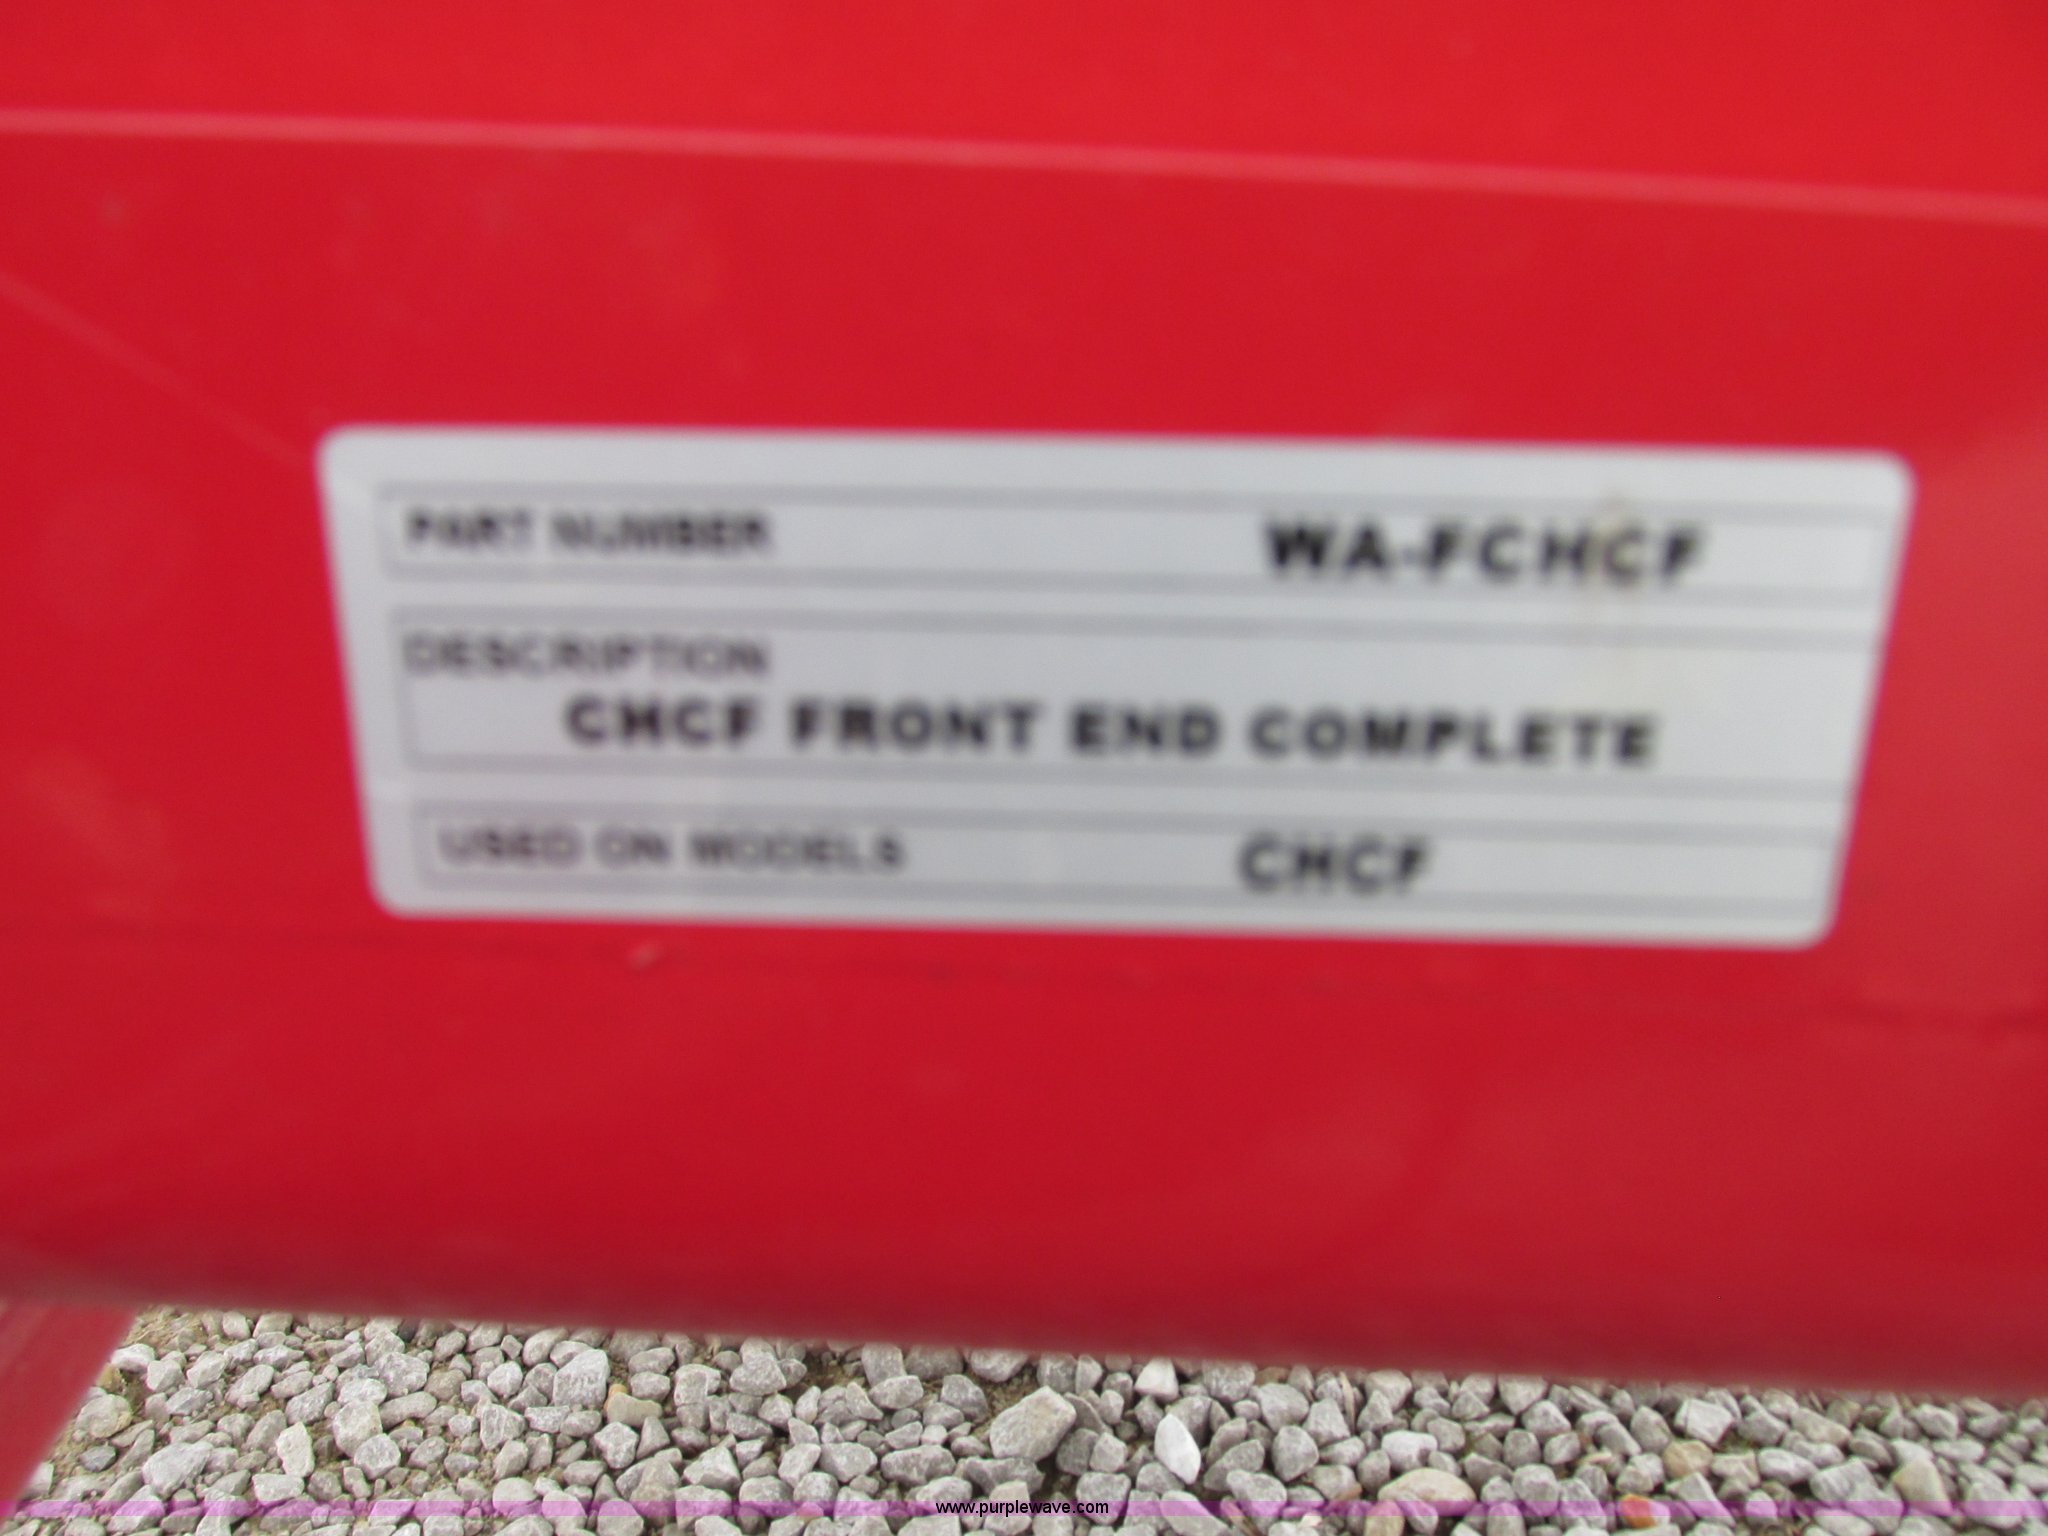 PART NUMBER WA-FCHCF
DESCRIPTION
CHCF FRONT END COMPLETE
USED ON MODELS CHCF
www.purplewave.com